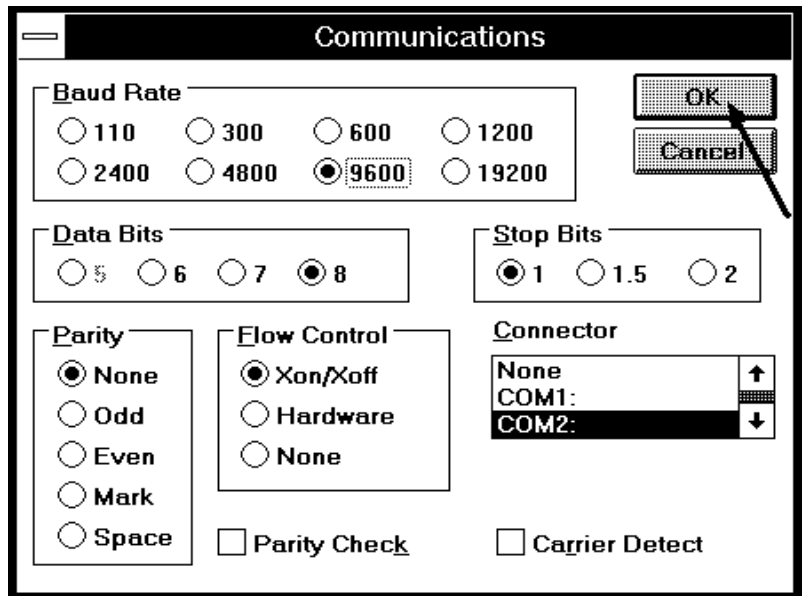 Communications
Baud Rate
110 300 600 1200
2400 4800 9600 19200
OK
Cancel
Data Bits
5 6 7 8
Stop Bits
1 1.5 2
Parity
None
Odd
Even
Mark
Space
Flow Control
Xon/Xoff
Hardware
None
Connector
None
COM1:
COM2:
Parity Check
Carrier Detect